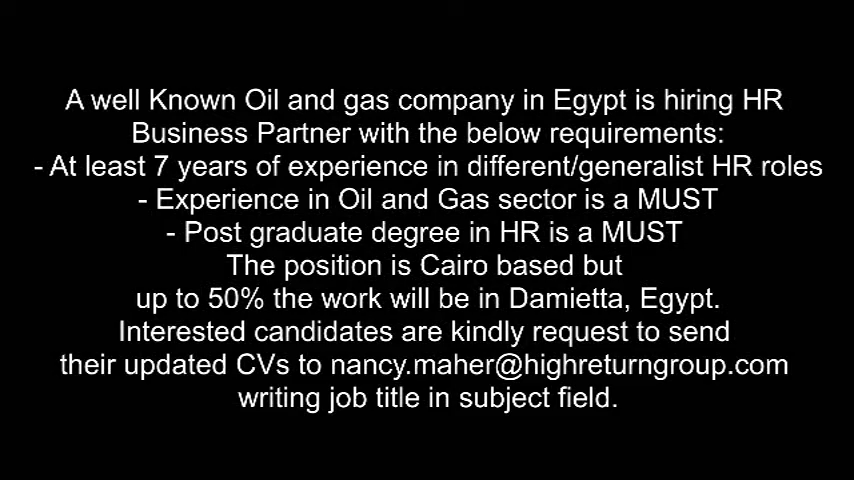 A well Known Oil and gas company in Egypt is hiring HR
Business Partner with the below requirements:
- At least 7 years of experience in different/generalist HR roles
- Experience in Oil and Gas sector is a MUST
- Post graduate degree in HR is a MUST
The position is Cairo based but
up to 50% the work will be in Damietta, Egypt.
Interested candidates are kindly request to send
their updated CVs to nancy.maher@highreturngroup.com
writing job title in subject field.